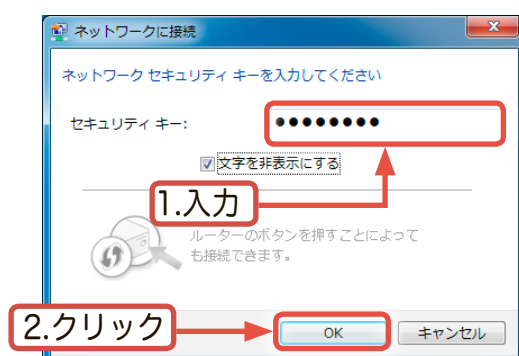 ネットワークに接続
ネットワーク セキュリティ キーを入力してください
セキュリティ キー: ●●●●●●●●
文字を非表示にする
1.入力
ルーターのボタンを押すことによって
も接続できます。
2.クリック
OK キャンセル